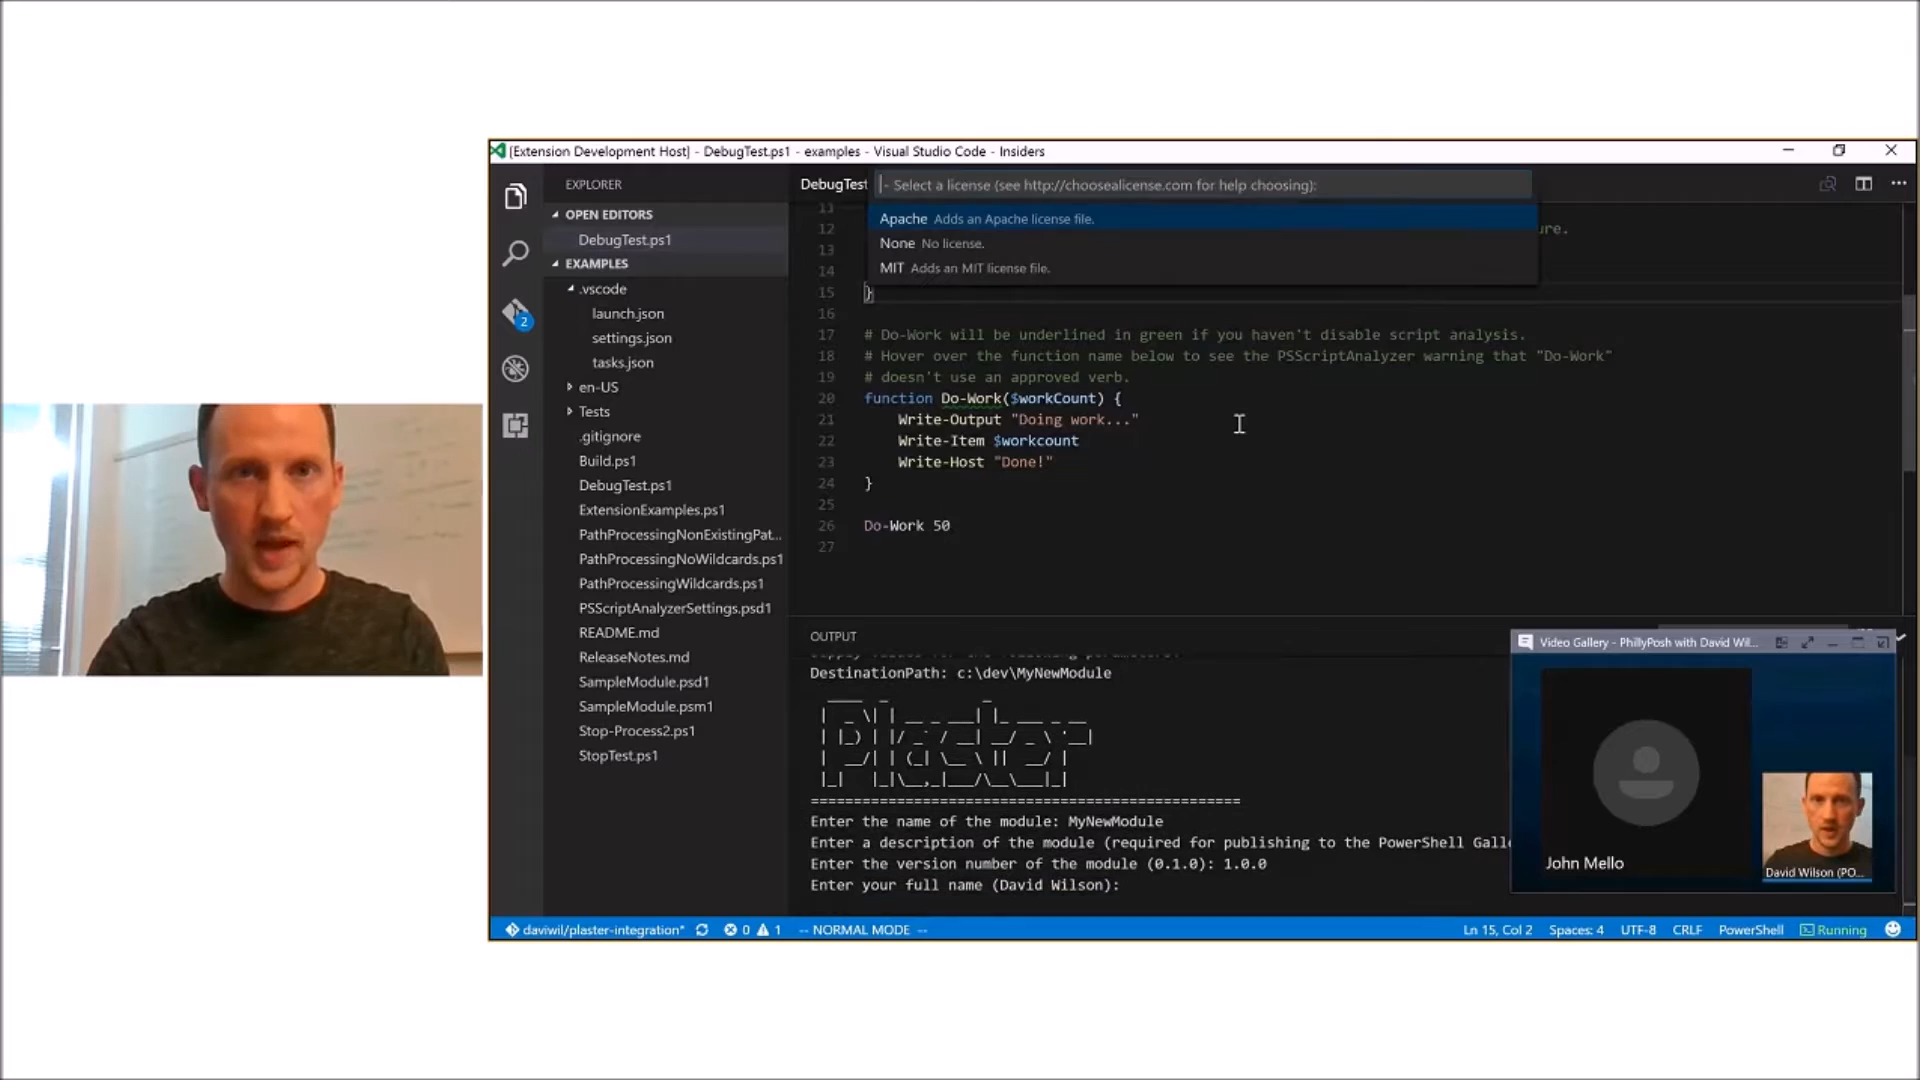 [Extension Development Host] - DebugTest.ps1 - examples - Visual Studio Code - Insiders
EXPLORER
OPEN EDITORS
DebugTest.ps1
EXAMPLES
.vscode
launch.json
settings.json
tasks.json
en-US
Tests
.gitignore
Build.ps1
DebugTest.ps1
ExtensionExamples.ps1
PathProcessingNonExistingPat...
PathProcessingNoWildcards.ps1
PathProcessingWildcards.ps1
PSScriptAnalyzerSettings.psd1
README.md
ReleaseNotes.md
SampleModule.psd1
SampleModule.psm1
Stop-Process2.ps1
StopTest.ps1
2
DebugTest
- Select a license (see http://choosealicense.com for help choosing):
Apache Adds an Apache license file.
None No license.
MIT Adds an MIT license file.
11
12 ure.
13
14
15 }
16
17 # Do-Work will be underlined in green if you haven't disable script analysis.
18 # Hover over the function name below to see the PSScriptAnalyzer warning that "Do-Work"
19 # doesn't use an approved verb.
20 function Do-Work($workCount) {
21 Write-Output "Doing work..."
22 Write-Item $workcount
23 Write-Host "Done!"
24 }
25
26 Do-Work 50
27
OUTPUT
DestinationPath: c:\dev\MyNewModule
Plaster
==================================================
Enter the name of the module: MyNewModule
Enter a description of the module (required for publishing to the PowerShell Galle
Enter the version number of the module (0.1.0): 1.0.0
Enter your full name (David Wilson):
Video Gallery - PhillyPosh with David Wil...
John Mello
David Wilson (PO...
daviwil/plaster-integration* 0 1 -- NORMAL MODE -- Ln 15, Col 2 Spaces: 4 UTF-8 CRLF PowerShell Running